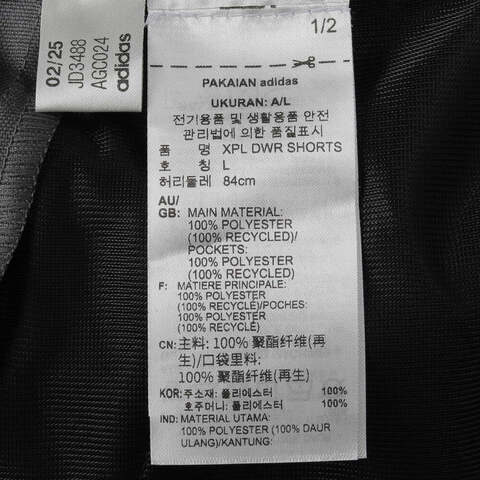 02/25
JD3488
AGC024
adidas
1/2
PAKAIAN adidas
UKURAN: A/L
전기용품 및 생활용품 안전
관리법에 의한 품질표시
품 명 XPL DWR SHORTS
호 칭 L
허리둘레 84cm
AU/
GB: MAIN MATERIAL:
100% POLYESTER
(100% RECYCLED)/
POCKETS:
100% POLYESTER
(100% RECYCLED)
F: MATIÈRE PRINCIPALE:
100% POLYESTER
(100% RECYCLÉ)/POCHES:
100% POLYESTER
(100% RECYCLÉ)
CN: 主料: 100% 聚酯纤维(再
生)/口袋里料:
100% 聚酯纤维(再生)
KOR: 주소재: 폴리에스터 100%
호주머니: 폴리에스터 100%
IND: MATERIAL UTAMA:
100% POLYESTER (100% DAUR
ULANG)/KANTUNG: